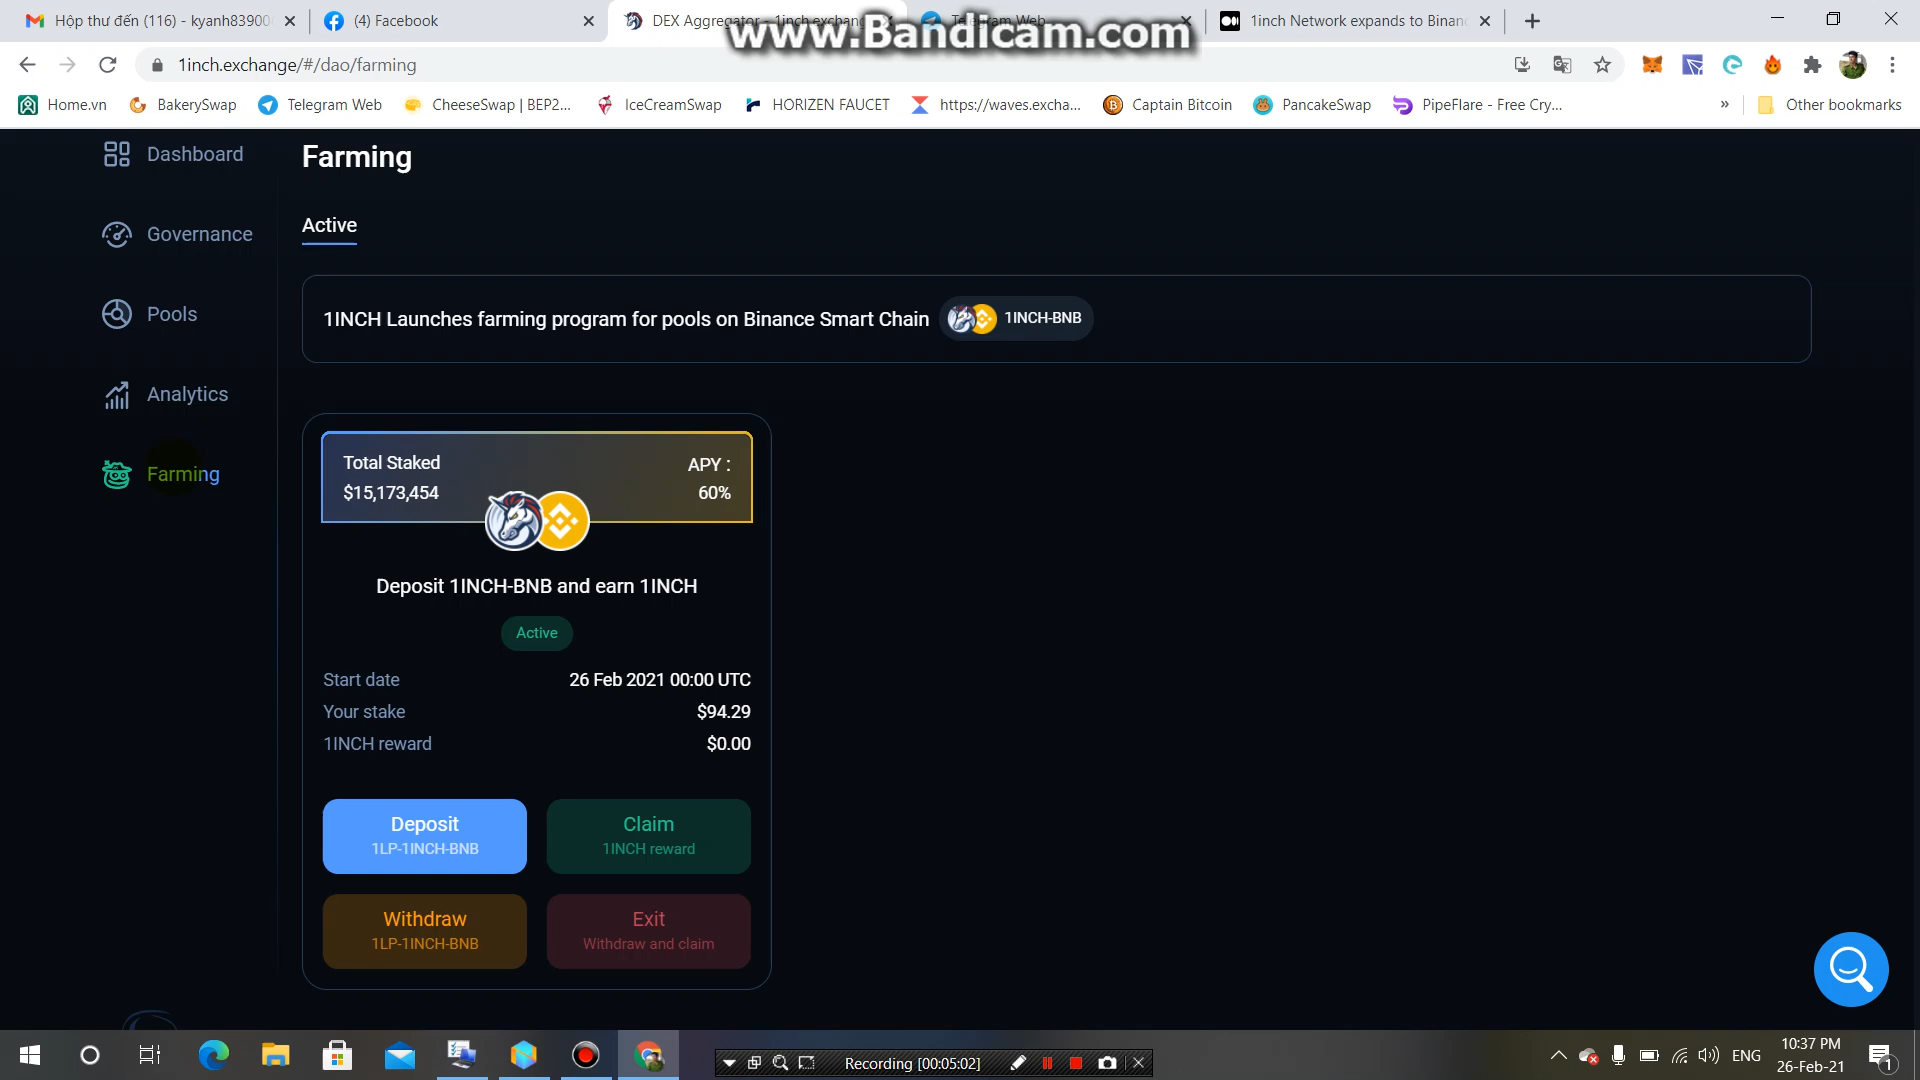 Hộp thư đến (116) - kyanh83900
(4) Facebook
DEX Aggregator - 1inch.exchang
Telegram Web
1inch Network expands to Binan
www.Bandicam.com
1inch.exchange/#/dao/farming
Home.vn
BakerySwap
Telegram Web
CheeseSwap | BEP2...
IceCreamSwap
HORIZEN FAUCET
https://waves.excha...
Captain Bitcoin
PancakeSwap
PipeFlare - Free Cry...
»
Other bookmarks
Dashboard
Governance
Pools
Analytics
Farming
Farming
Active
1INCH Launches farming program for pools on Binance Smart Chain
1INCH-BNB
Total Staked
APY :
$15,173,454
60%
Deposit 1INCH-BNB and earn 1INCH
Active
Start date
26 Feb 2021 00:00 UTC
Your stake
$94.29
1INCH reward
$0.00
Deposit
1LP-1INCH-BNB
Claim
1INCH reward
Withdraw
1LP-1INCH-BNB
Exit
Withdraw and claim
Recording [00:05:02]
ENG
10:37 PM
26-Feb-21
1